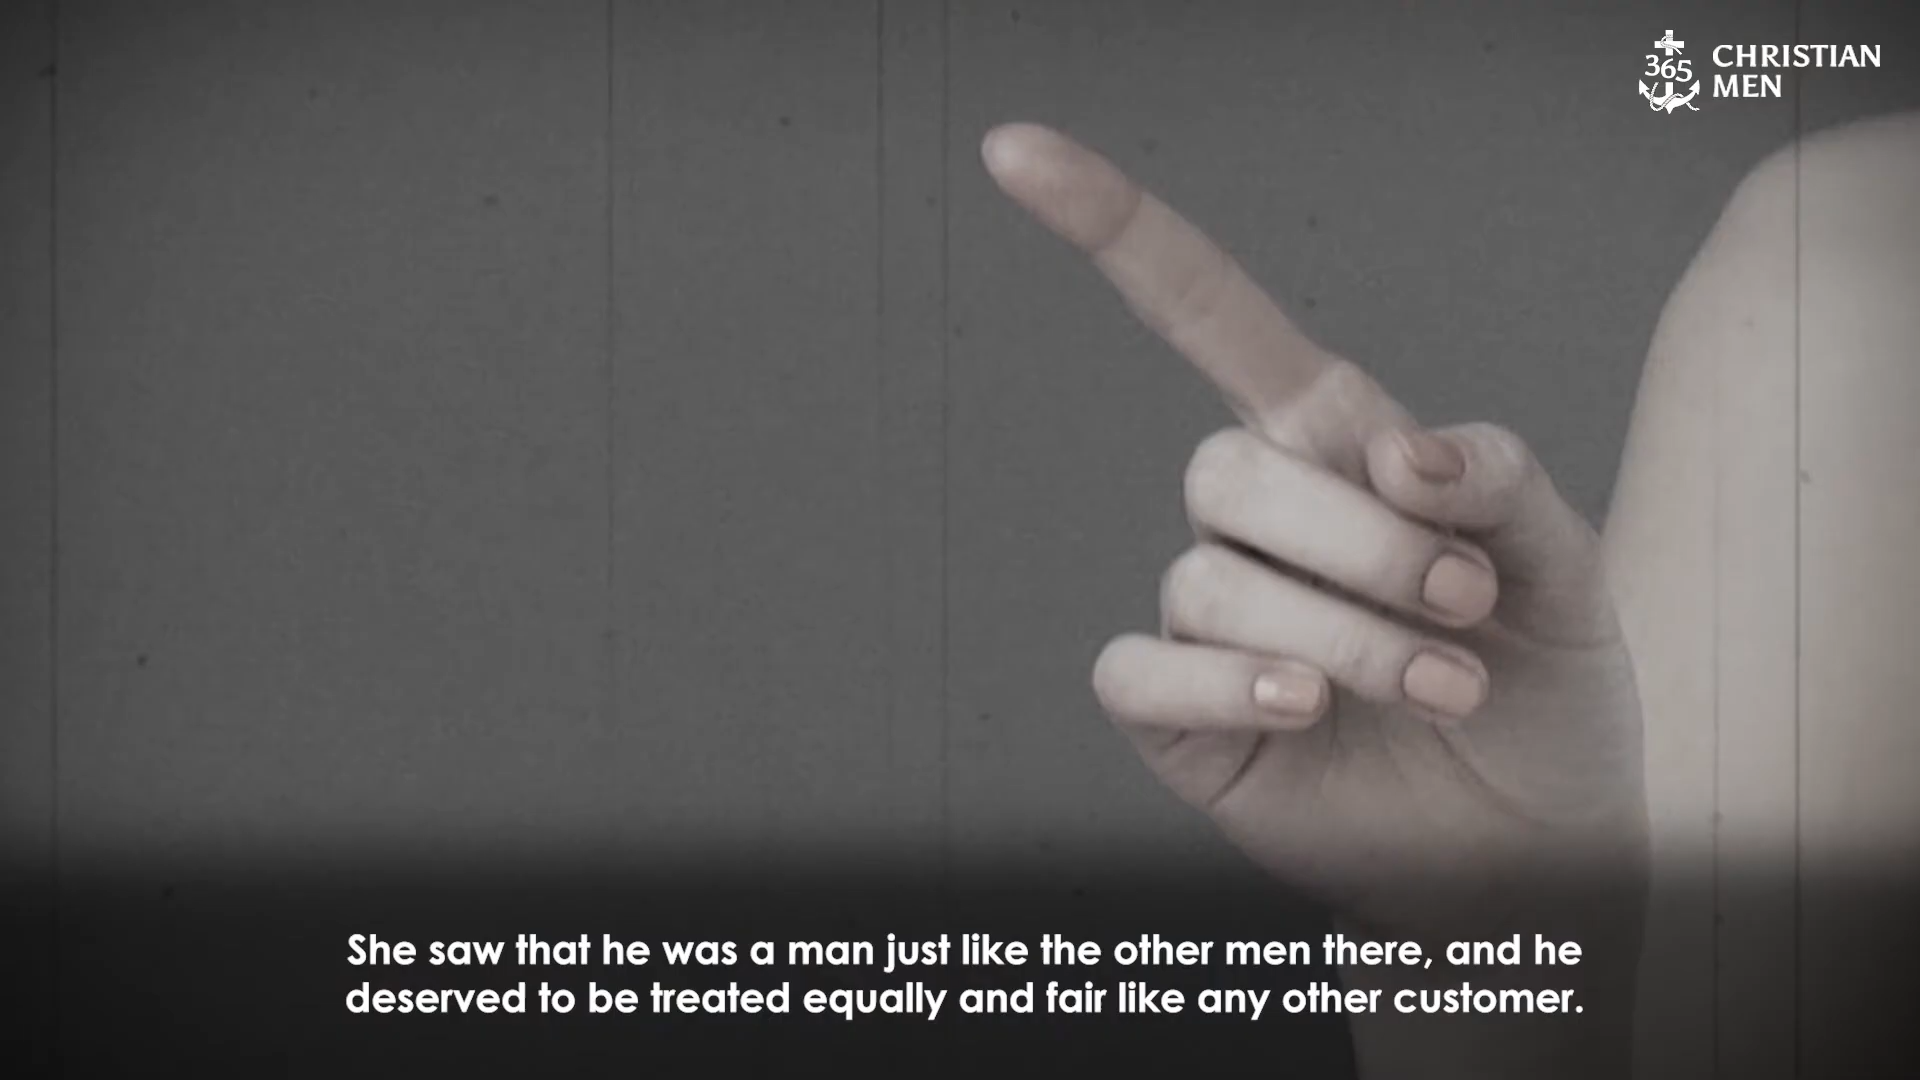 365
CHRISTIAN
MEN
She saw that he was a man just like the other men there, and he
deserved to be treated equally and fair like any other customer.